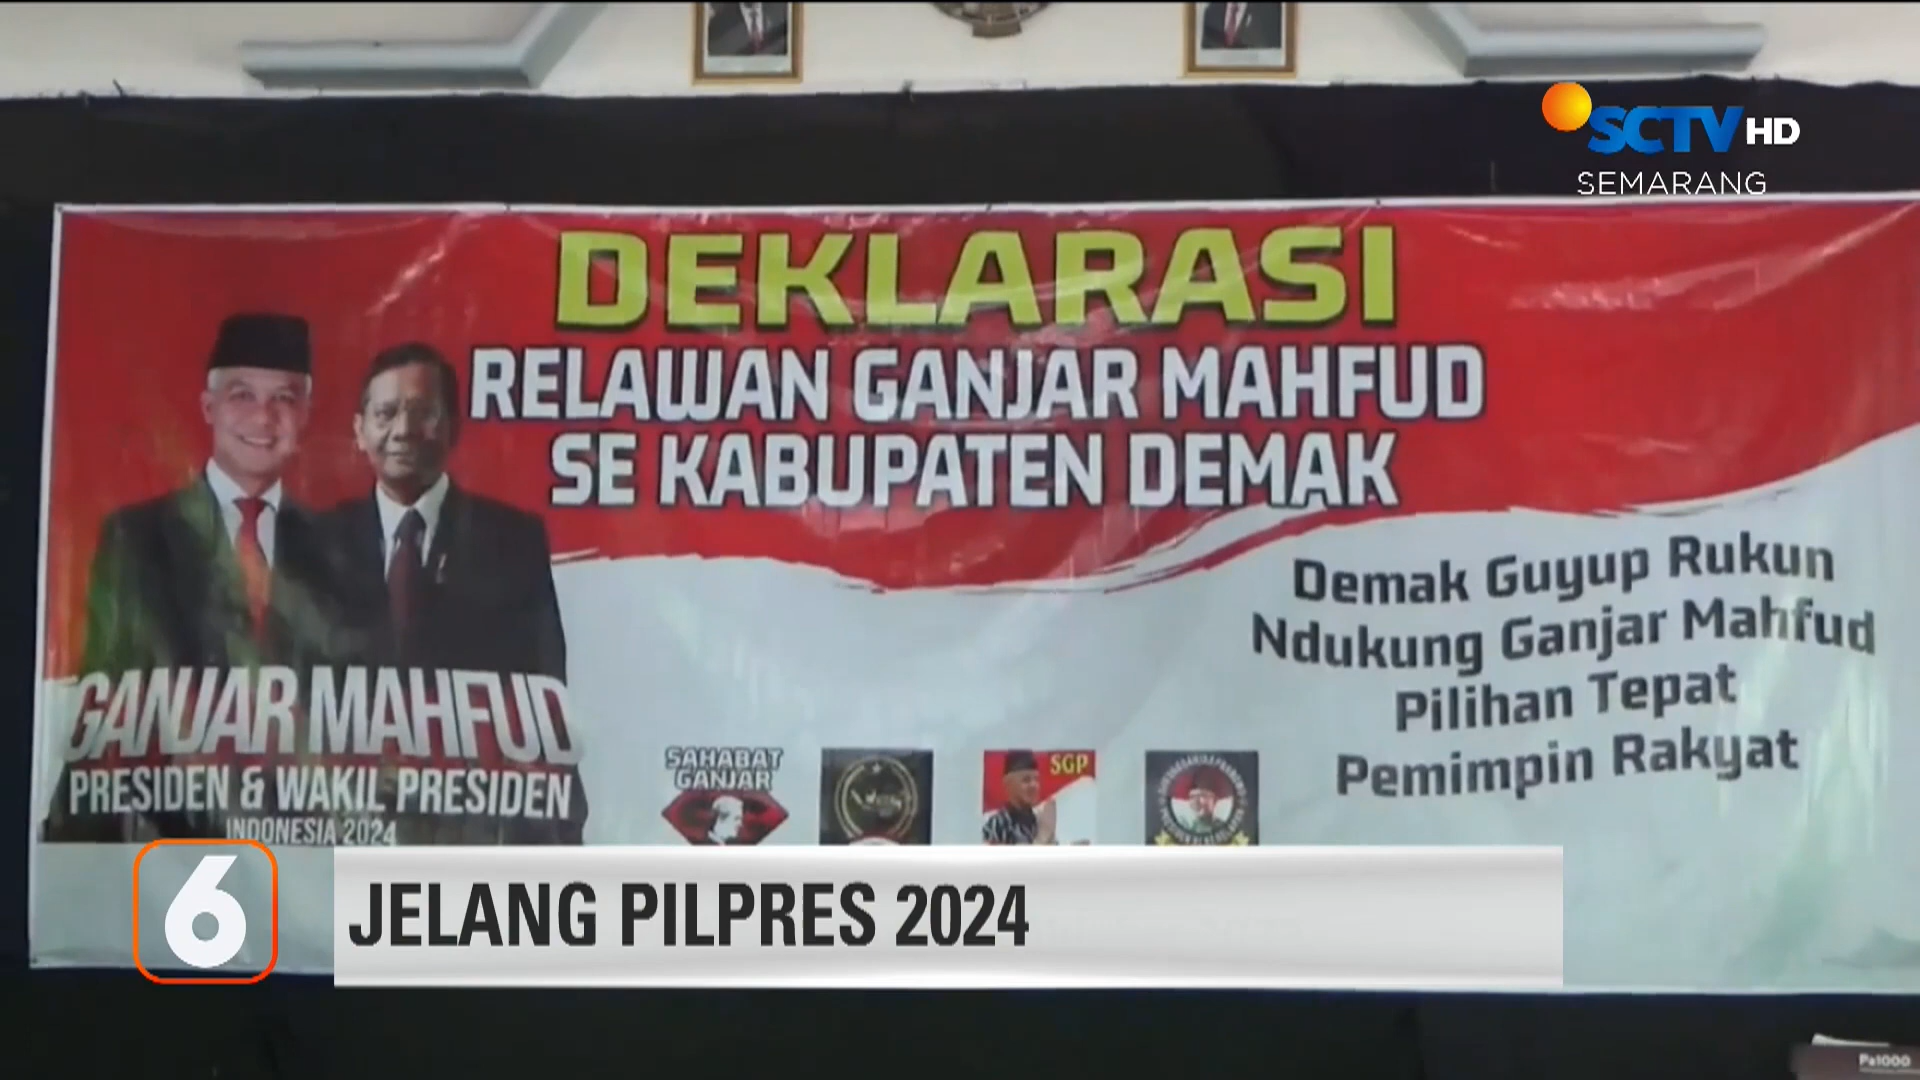 SCTV HD
SEMARANG
DEKLARASI
RELAWAN GANJAR MAHFUD
SE KABUPATEN DEMAK
Demak Guyup Rukun
Ndukung Ganjar Mahfud
Pilihan Tepat
Pemimpin Rakyat
GANJAR MAHFUD
PRESIDEN & WAKIL PRESIDEN
INDONESIA 2024
SAHABAT
GANJAR
SGP
6
JELANG PILPRES 2024
Pa1000